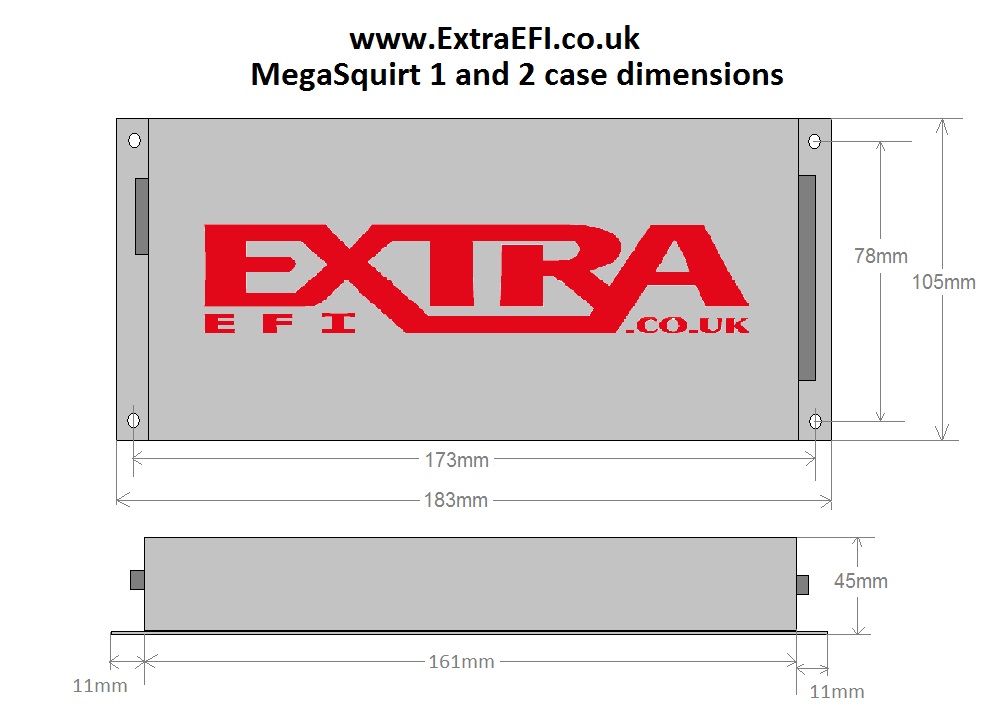 www.ExtraEFI.co.uk
MegaSquirt 1 and 2 case dimensions
EXTRA
EFI .CO.UK
78mm
105mm
173mm
183mm
45mm
161mm
11mm
11mm